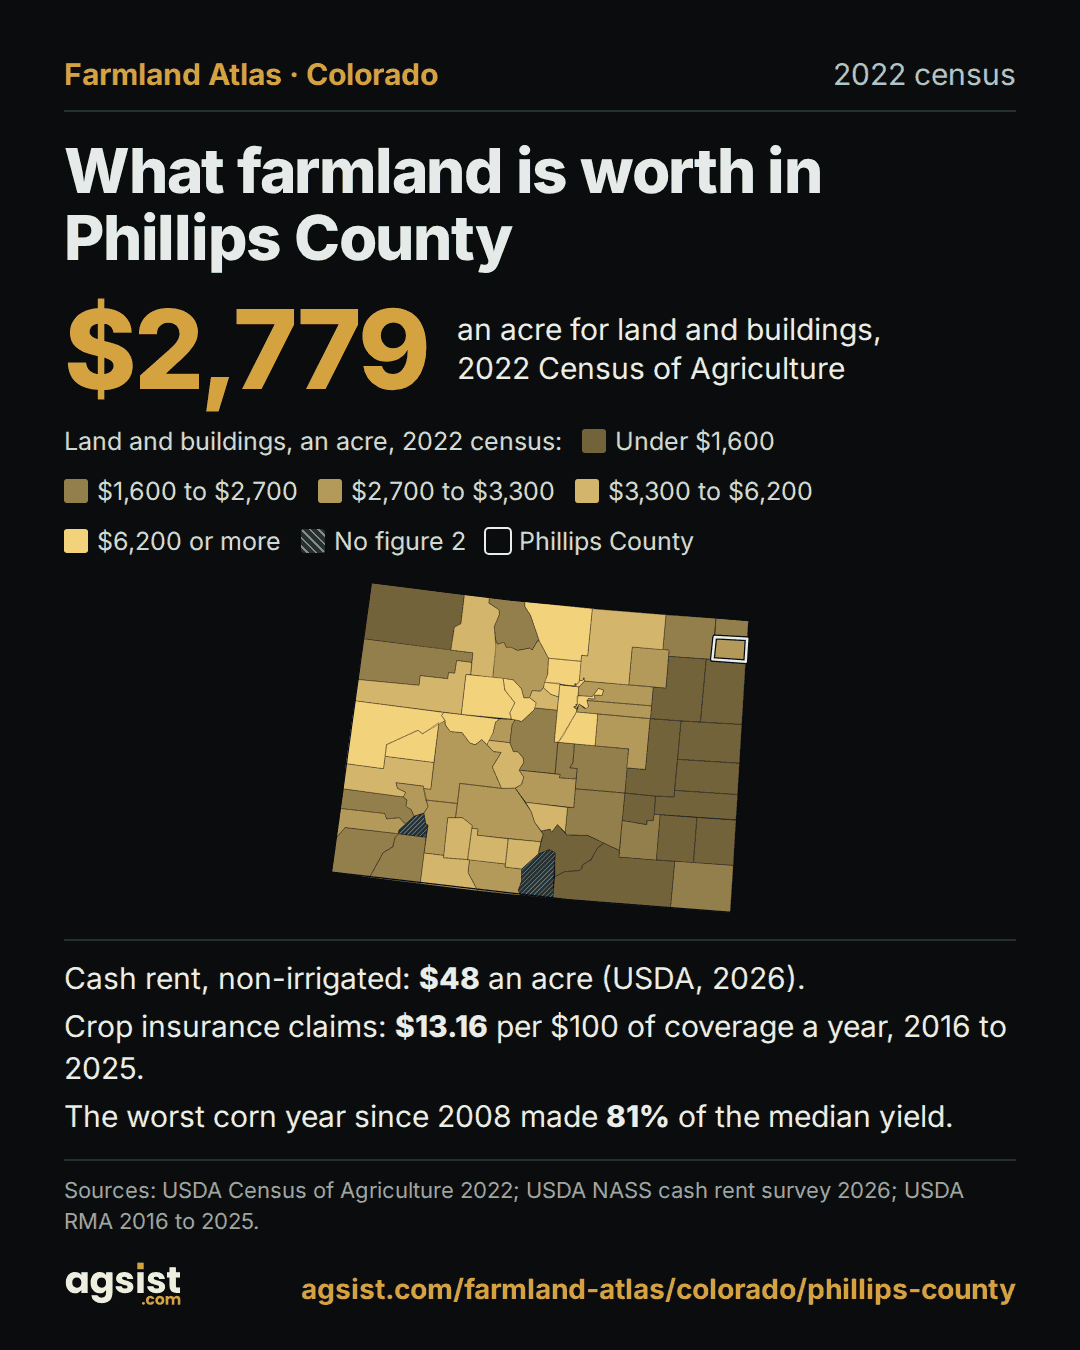 Farmland Atlas · Colorado
2022 census
What farmland is worth in
Phillips County
$2,779
an acre for land and buildings,
2022 Census of Agriculture
Land and buildings, an acre, 2022 census: Under $1,600
$1,600 to $2,700 $2,700 to $3,300 $3,300 to $6,200
$6,200 or more No figure 2 Phillips County
Cash rent, non-irrigated: $48 an acre (USDA, 2026).
Crop insurance claims: $13.16 per $100 of coverage a year, 2016 to
2025.
The worst corn year since 2008 made 81% of the median yield.
Sources: USDA Census of Agriculture 2022; USDA NASS cash rent survey 2026; USDA
RMA 2016 to 2025.
agsist
.com
agsist.com/farmland-atlas/colorado/phillips-county